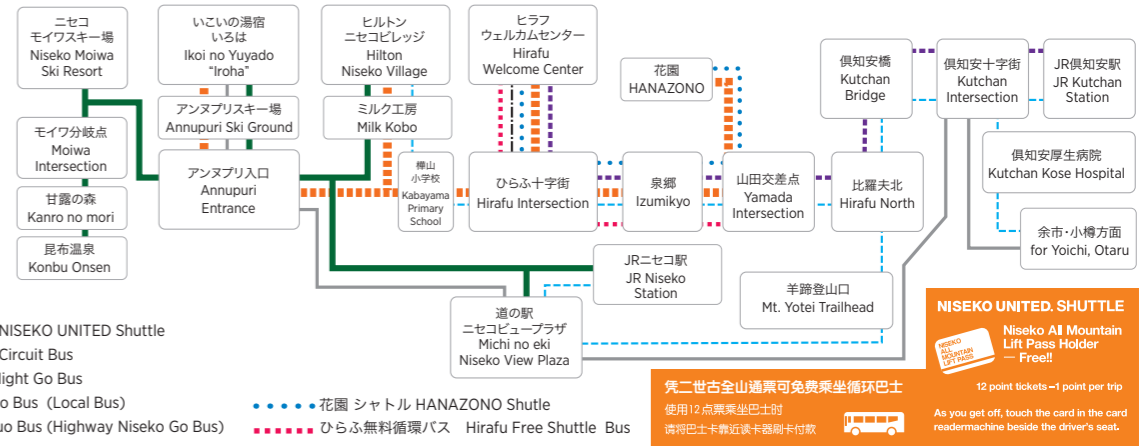 ニセコ
モイワスキー場
Niseko Moiwa
Ski Resort
いこいの湯宿
いろは
Ikoi no Yuyado
“Iroha”
ヒルトン
ニセコビレッジ
Hilton
Niseko Village
ヒラフ
ウェルカムセンター
Hirafu
Welcome Center
花園
HANAZONO
倶知安橋
Kutchan
Bridge
倶知安十字街
Kutchan
Intersection
JR倶知安駅
JR Kutchan
Station
アンヌプリスキー場
Annupuri Ski Ground
ミルク工房
Milk Kobo
モイワ分岐点
Moiwa
Intersection
アンヌプリ入口
Annupuri
Entrance
樺山
小学校
Kabayama
Primary
School
ひらふ十字街
Hirafu Intersection
泉郷
Izumikyo
山田交差点
Yamada
Intersection
比羅夫北
Hirafu North
倶知安厚生病院
Kutchan Kose Hospital
甘露の森
Kanro no mori
昆布温泉
Konbu Onsen
余市・小樽方面
for Yoichi, Otaru
JRニセコ駅
JR Niseko
Station
羊蹄登山口
Mt. Yotei Trailhead
道の駅
ニセコビュープラザ
Michi no eki
Niseko View Plaza
NISEKO UNITED Shuttle
Circuit Bus
light Go Bus
o Bus (Local Bus)
uo Bus (Highway Niseko Go Bus)
花園 シャトル HANAZONO Shutle
ひらふ無料循環バス Hirafu Free Shuttle Bus
凭二世古全山通票可免费乘坐循环巴士
使用12点票乘坐巴士时
请将巴士卡靠近读卡器刷卡付款
NISEKO UNITED. SHUTTLE
NISEKO
ALL
MOUNTAIN
LIFT PASS
Niseko All Mountain
Lift Pass Holder
— Free!!
12 point tickets –1 point per trip
As you get off, touch the card in the card
readermachine beside the driver's seat.